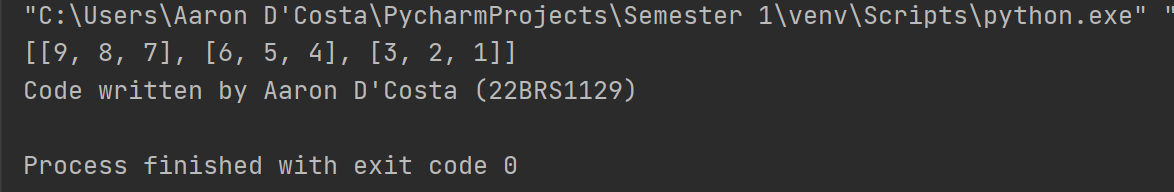 "C:\Users\Aaron D'Costa\PycharmProjects\Semester 1\venv\Scripts\python.exe" "
[[9, 8, 7], [6, 5, 4], [3, 2, 1]]
Code written by Aaron D'Costa (22BRS1129)
Process finished with exit code 0